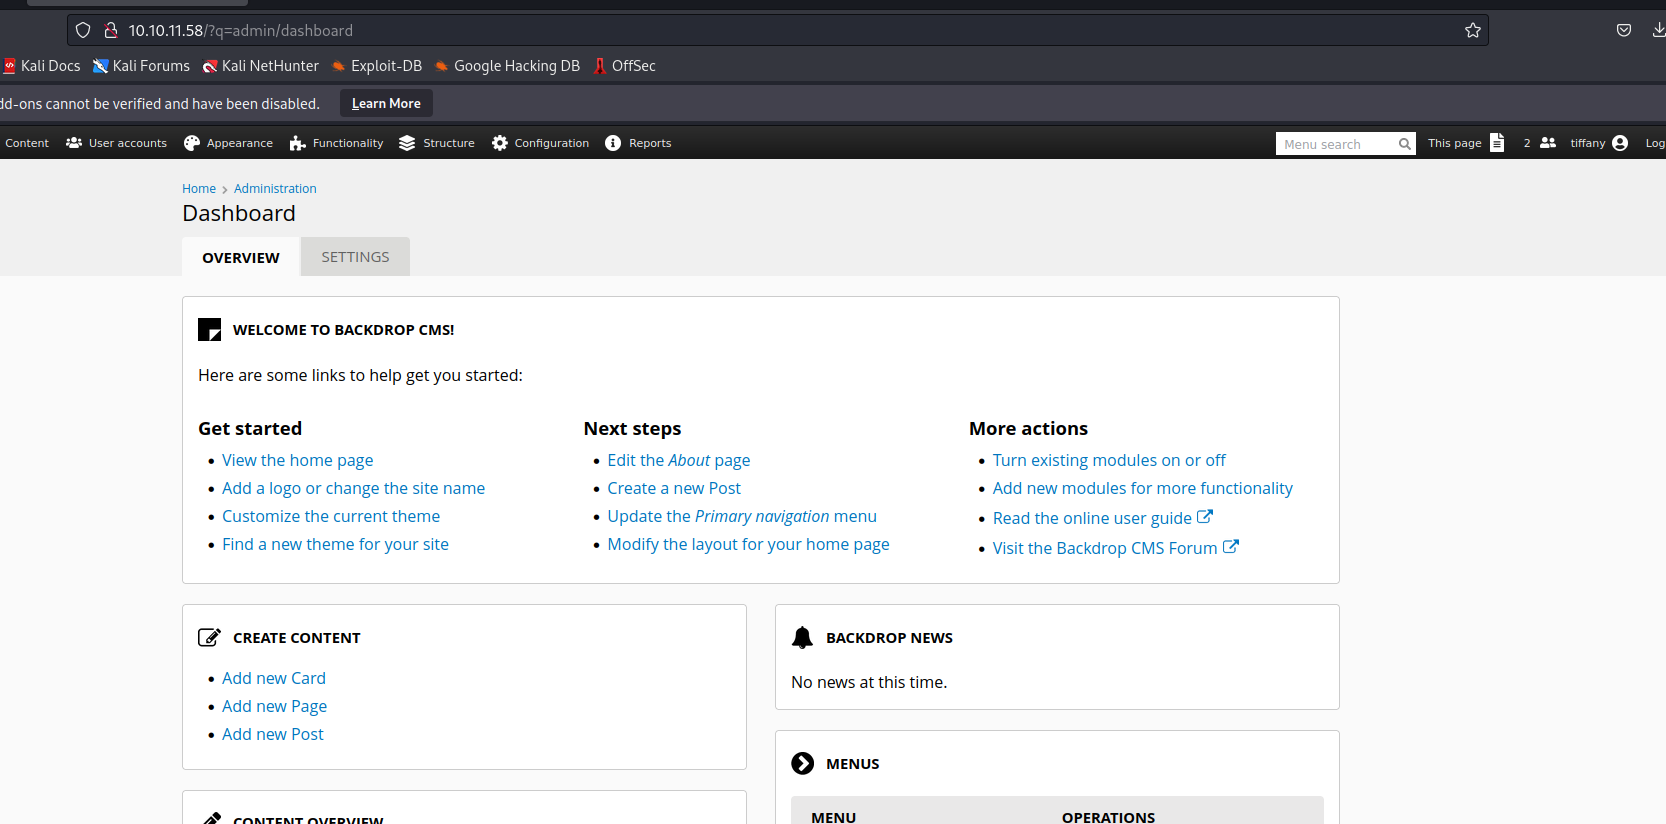 10.10.11.58/?q=admin/dashboard
Kali Docs Kali Forums Kali NetHunter Exploit-DB Google Hacking DB OffSec
dd-ons cannot be verified and have been disabled. Learn More
Content User accounts Appearance Functionality Structure Configuration Reports Menu search This page 2 tiffany Log
Home Administration
Dashboard
OVERVIEW SETTINGS
WELCOME TO BACKDROP CMS!
Here are some links to help get you started:
Get started
View the home page
Add a logo or change the site name
Customize the current theme
Find a new theme for your site
Next steps
Edit the About page
Create a new Post
Update the Primary navigation menu
Modify the layout for your home page
More actions
Turn existing modules on or off
Add new modules for more functionality
Read the online user guide
Visit the Backdrop CMS Forum
CREATE CONTENT
Add new Card
Add new Page
Add new Post
CONTENT OVERVIEW
BACKDROP NEWS
No news at this time.
MENUS
MENU OPERATIONS